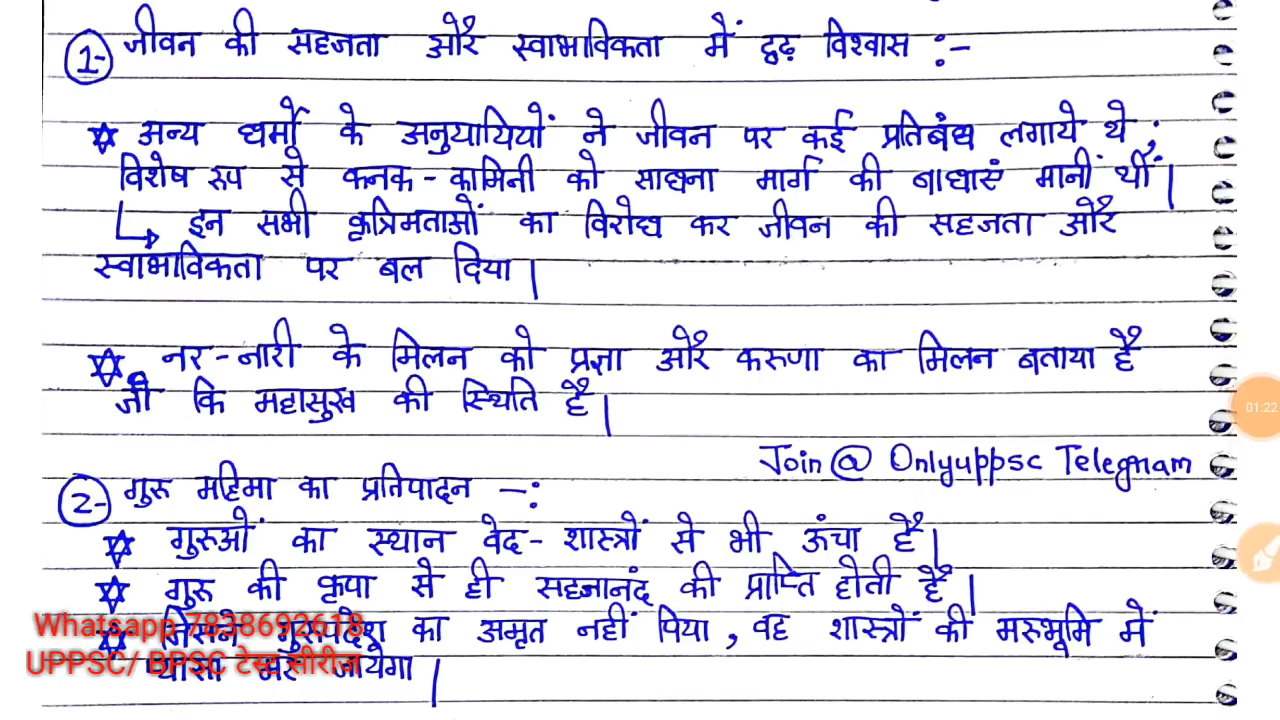 1- जीवन की सहजता और स्वाभाविकता में दृढ़ विश्वास :-
☆ अन्य धर्मों के अनुयायियों ने जीवन पर कई प्रतिबंध लगाये थे ;
विशेष रूप से कनक - कामिनी को साधना मार्ग की बाधाएं मानीं थीं।
↳ इन सभी कृत्रिमताओं का विरोध कर जीवन की सहजता और
स्वाभाविकता पर बल दिया।
☆ नर - नारी के मिलन को प्रज्ञा और करुणा का मिलन बताया है
जो कि महासुख की स्थिति है।
Join @ Onlyuppsc Telegram
2- गुरु महिमा का प्रतिपादन -:
☆ गुरुओं का स्थान वेद - शास्त्रों से भी ऊंचा है।
☆ गुरु की कृपा से ही सहजानंद की प्राप्ति होती है।
Whatsapp 7838692618
☆ जिसने गुरुपदेश का अमृत नहीं पिया , वह शास्त्रों की मरुभूमि में
UPPSC/ BPSC टेस्ट सीरीज
प्यासा मर जायेगा।
01:22